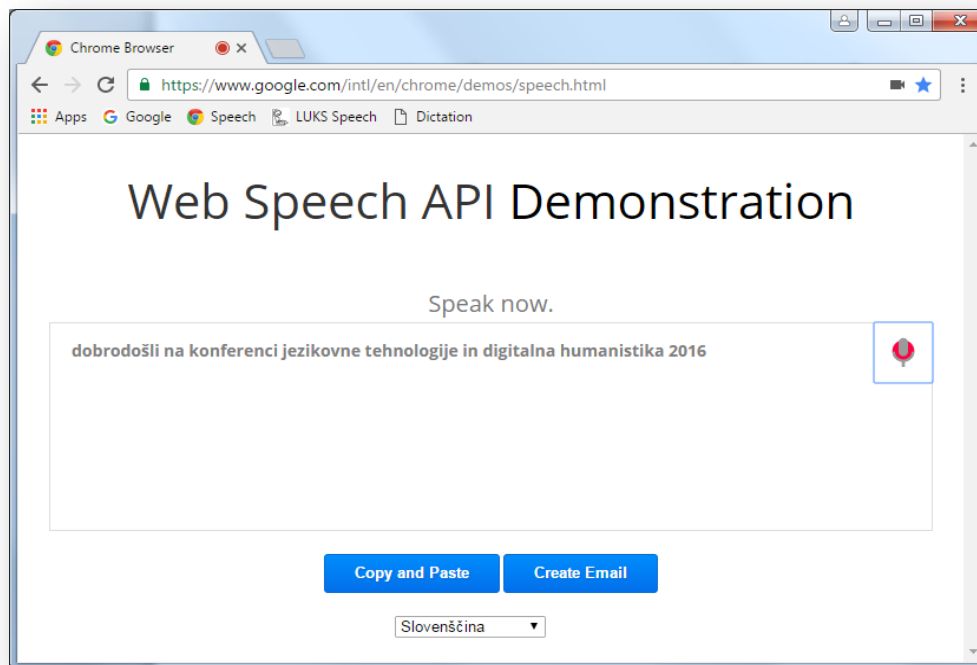 Chrome Browser
https://www.google.com/intl/en/chrome/demos/speech.html
Apps Google Speech LUKS Speech Dictation
Web Speech API Demonstration
Speak now.
dobrodošli na konferenci jezikovne tehnologije in digitalna humanistika 2016
Copy and Paste Create Email
Slovenščina